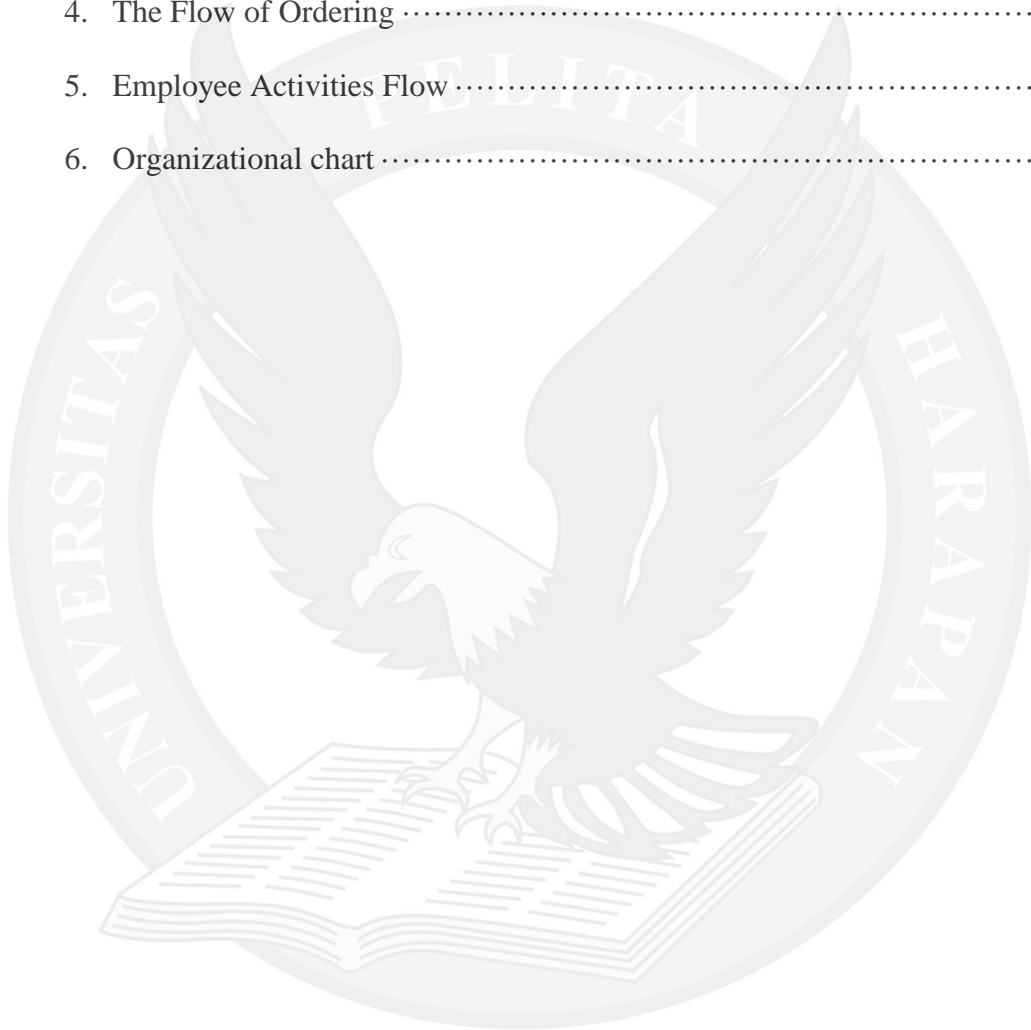 4. The Flow of Ordering ........................................................................
5. Employee Activities Flow ........................................................................
6. Organizational chart ........................................................................
UNIVERSITAS PELITA HARAPAN